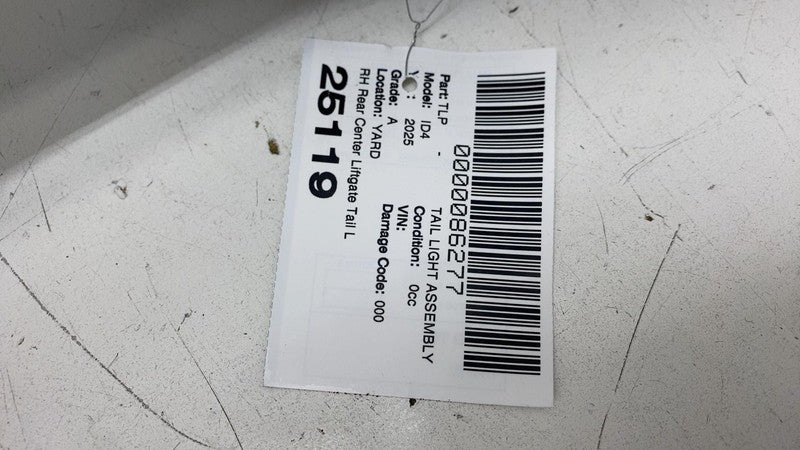 0000086277
Part: TLP - TAIL LIGHT ASSEMBLY
Model: ID4 Condition: 0cc
: 2025 VIN:
Grade: A Damage Code: 000
Location: YARD
RH Rear Center Liftgate Tail L
25119